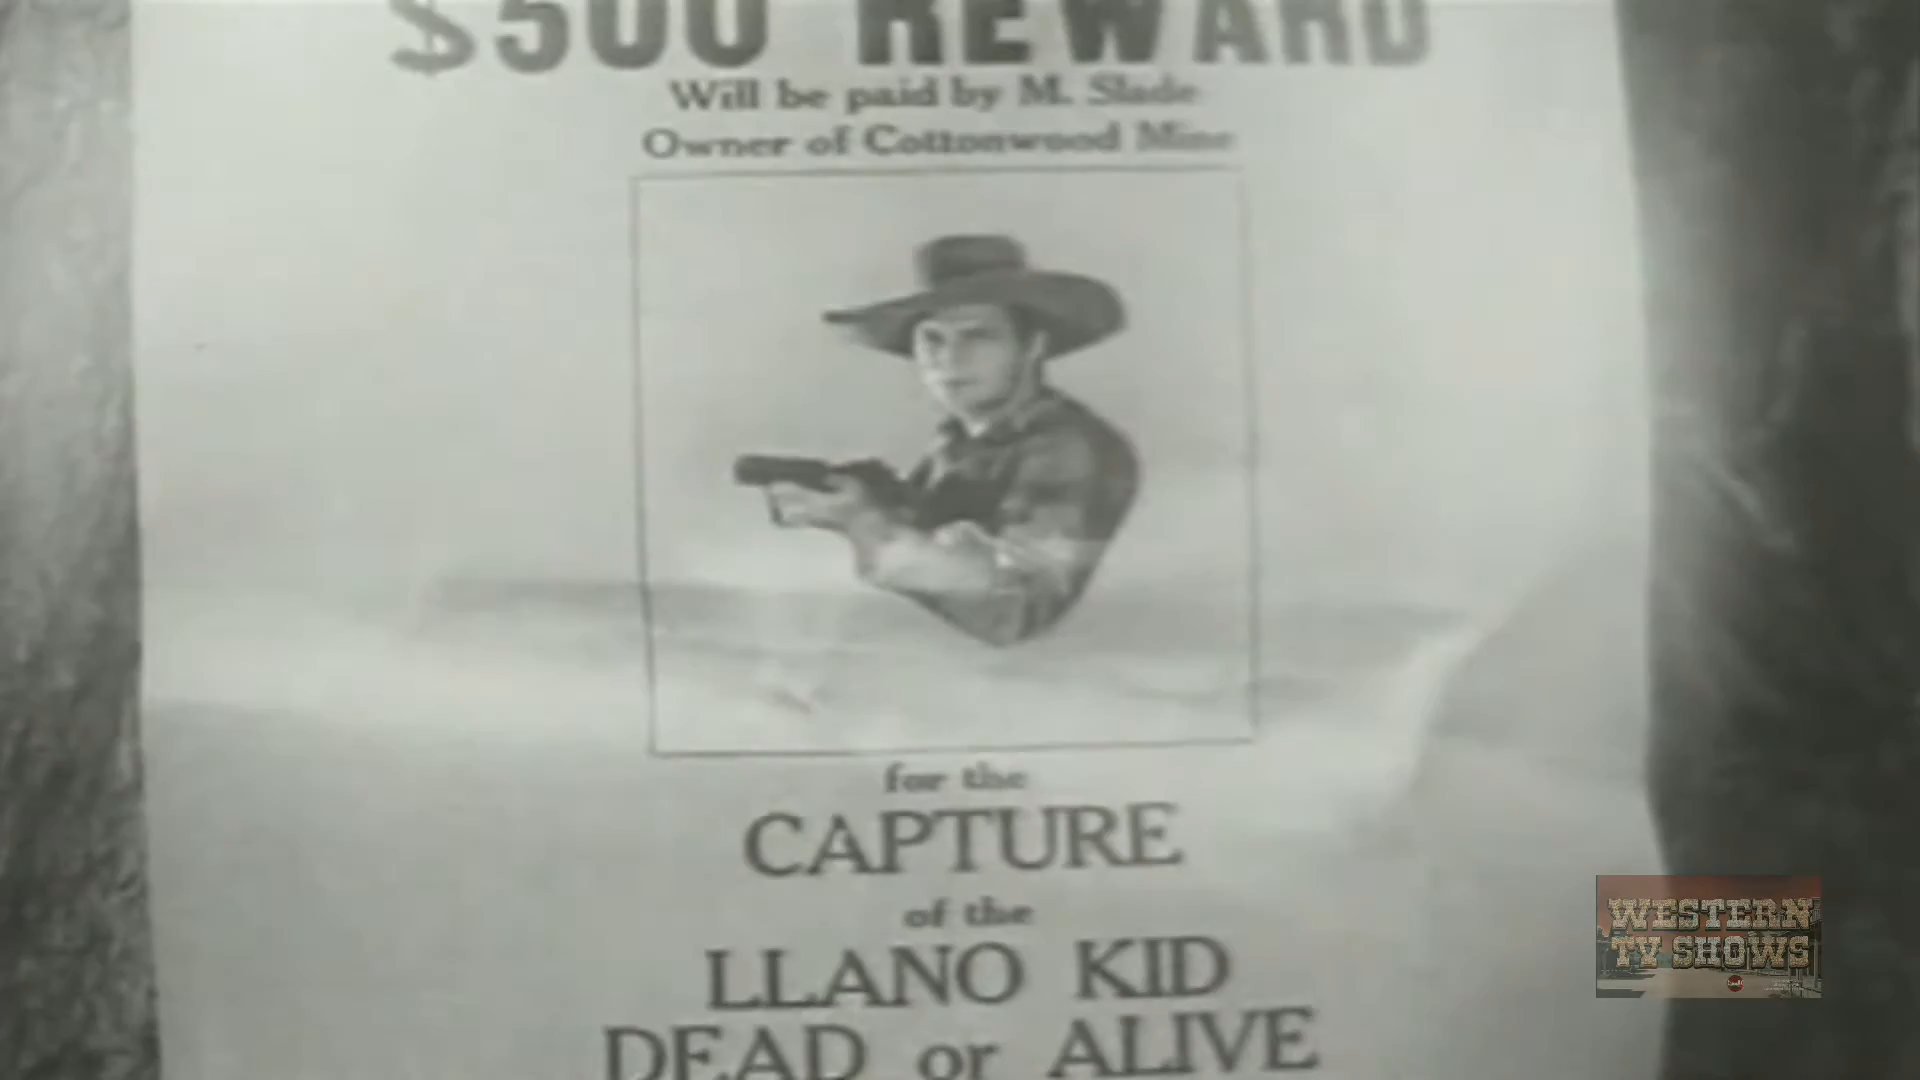 $500 REWARD
Will be paid by M. Slade
Owner of Cottonwood Mine
for the
CAPTURE
of the
LLANO KID
DEAD or ALIVE
WESTERN
TV SHOWS